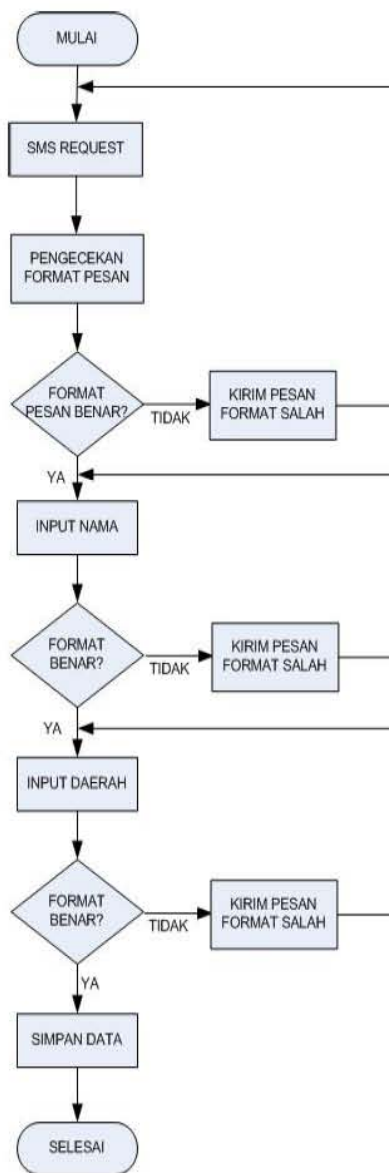 MULAI
SMS REQUEST
PENGECEKAN
FORMAT PESAN
FORMAT
PESAN BENAR?
TIDAK
KIRIM PESAN
FORMAT SALAH
YA
INPUT NAMA
FORMAT
BENAR?
TIDAK
KIRIM PESAN
FORMAT SALAH
YA
INPUT DAERAH
FORMAT
BENAR?
TIDAK
KIRIM PESAN
FORMAT SALAH
YA
SIMPAN DATA
SELESAI